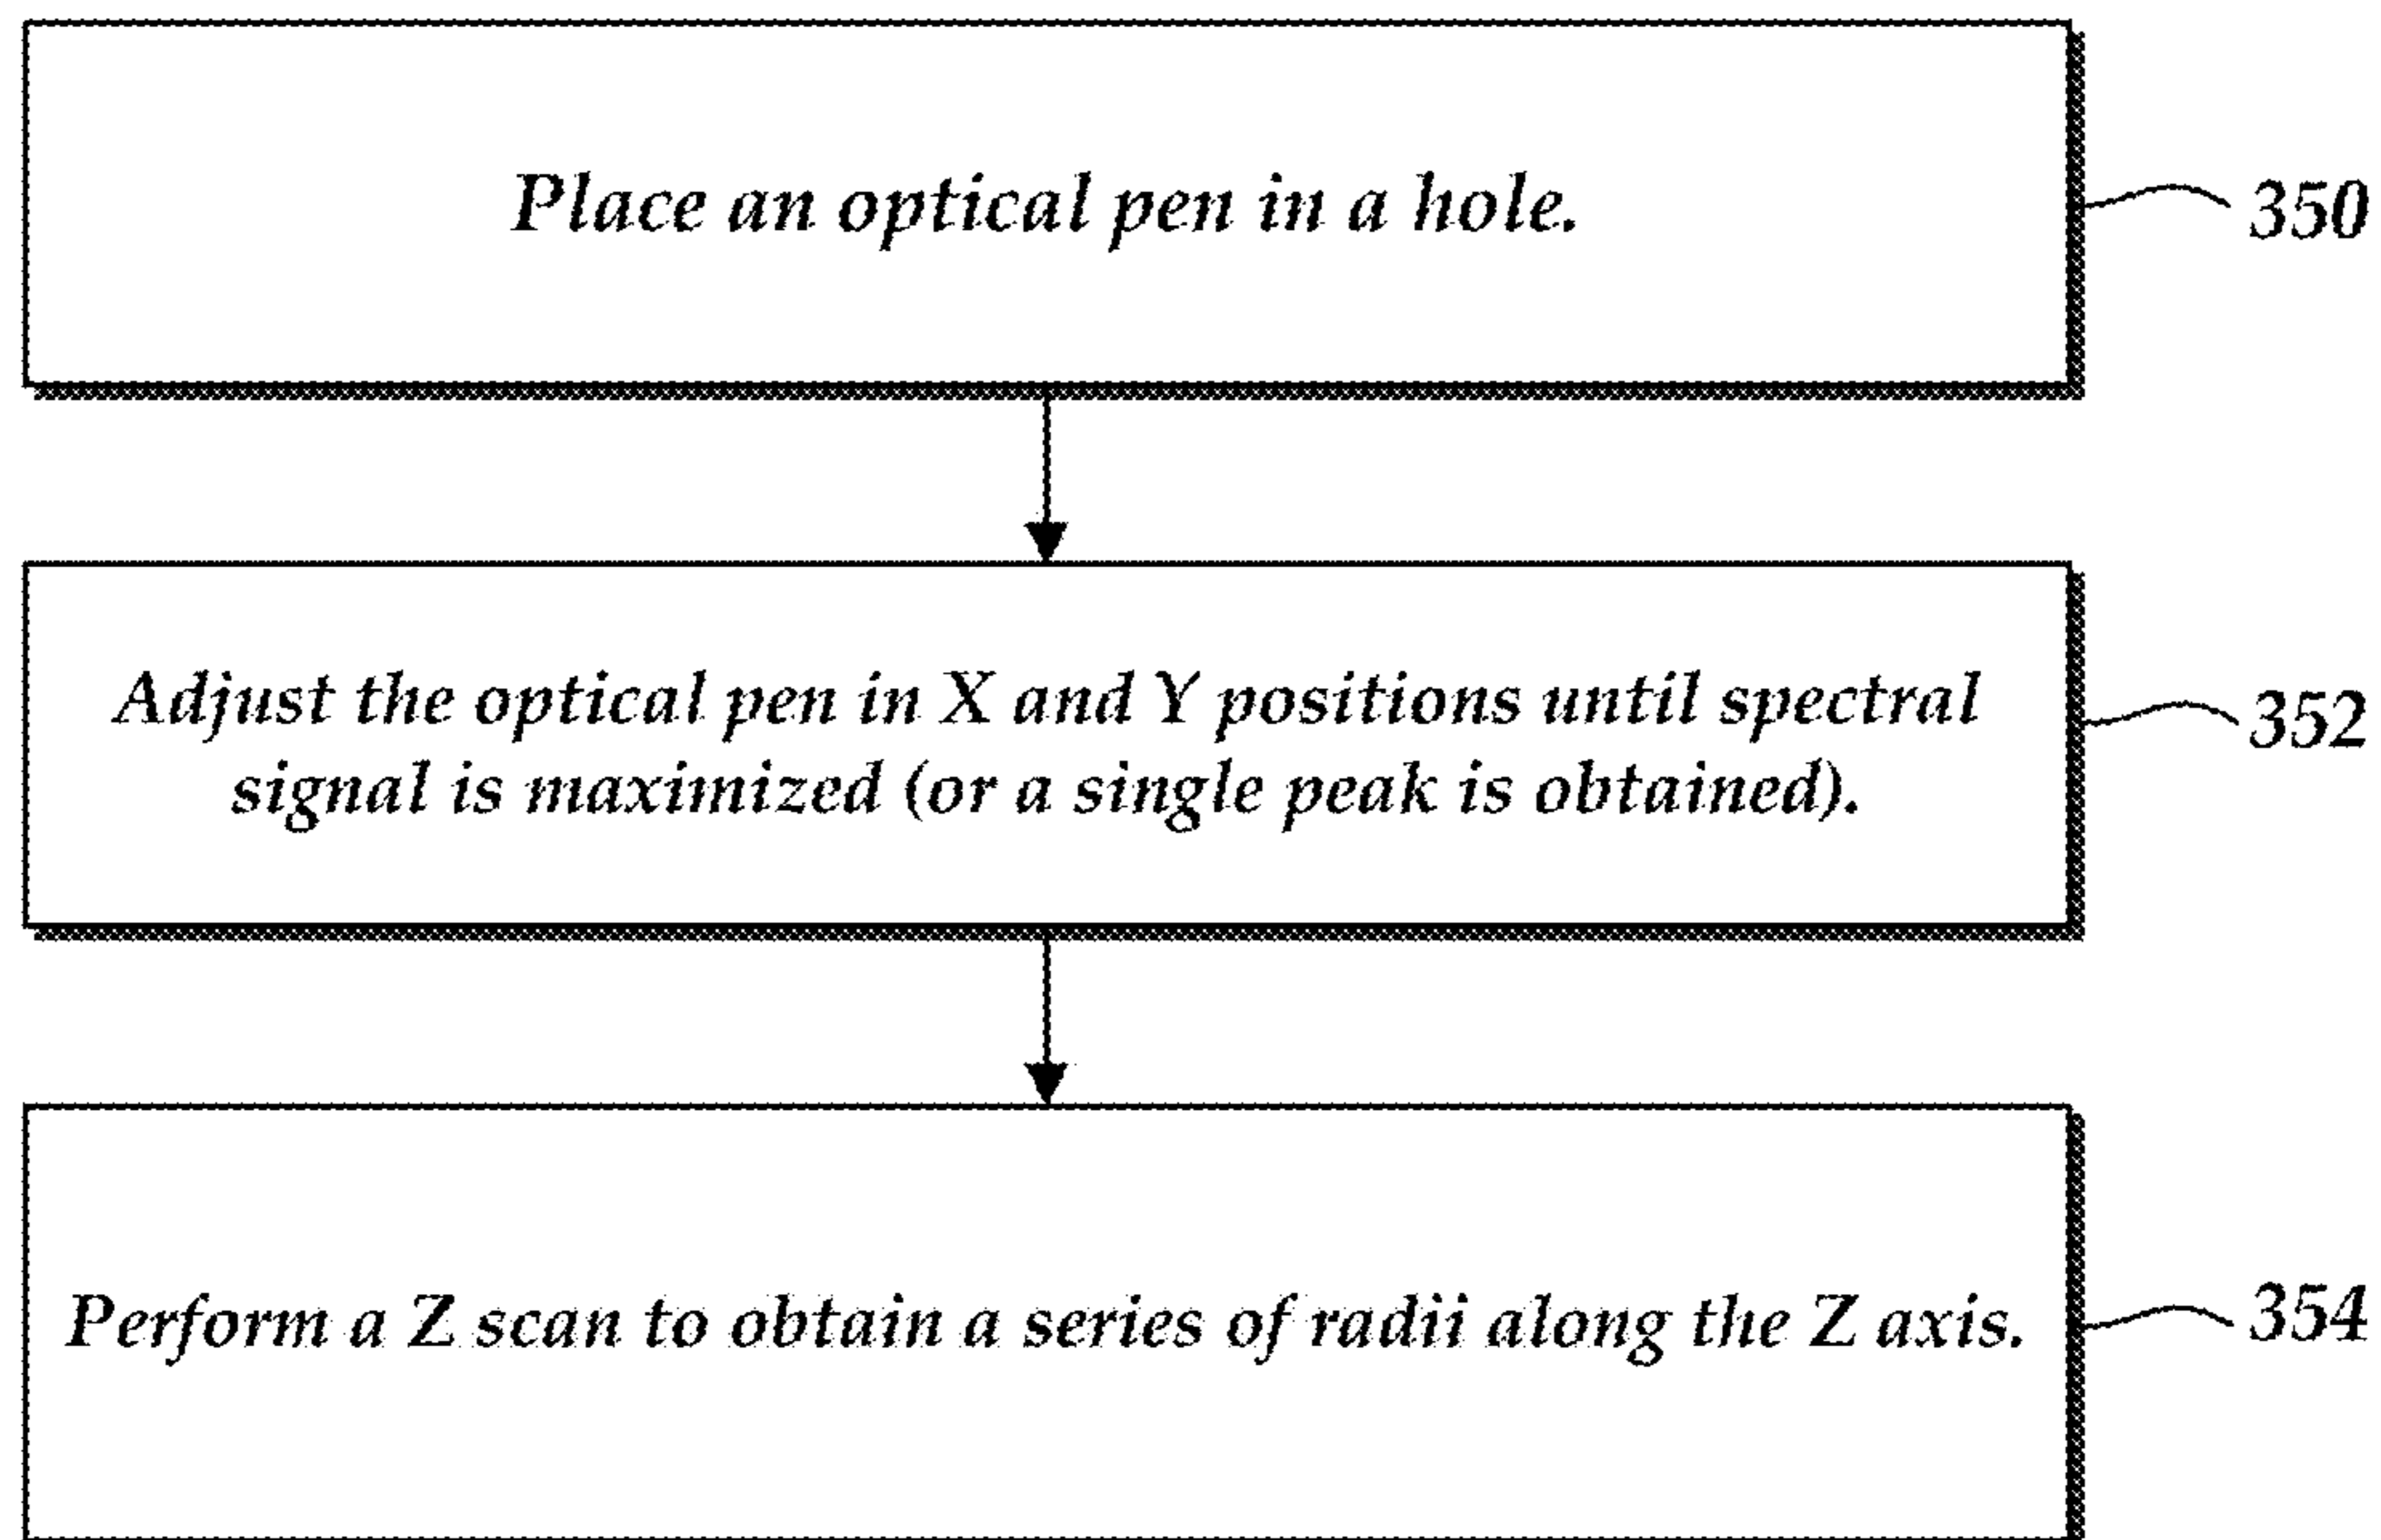 Place an optical pen in a hole.
350
Adjust the optical pen in X and Y positions until spectral
signal is maximized (or a single peak is obtained).
352
Perform a Z scan to obtain a series of radii along the Z axis.
354